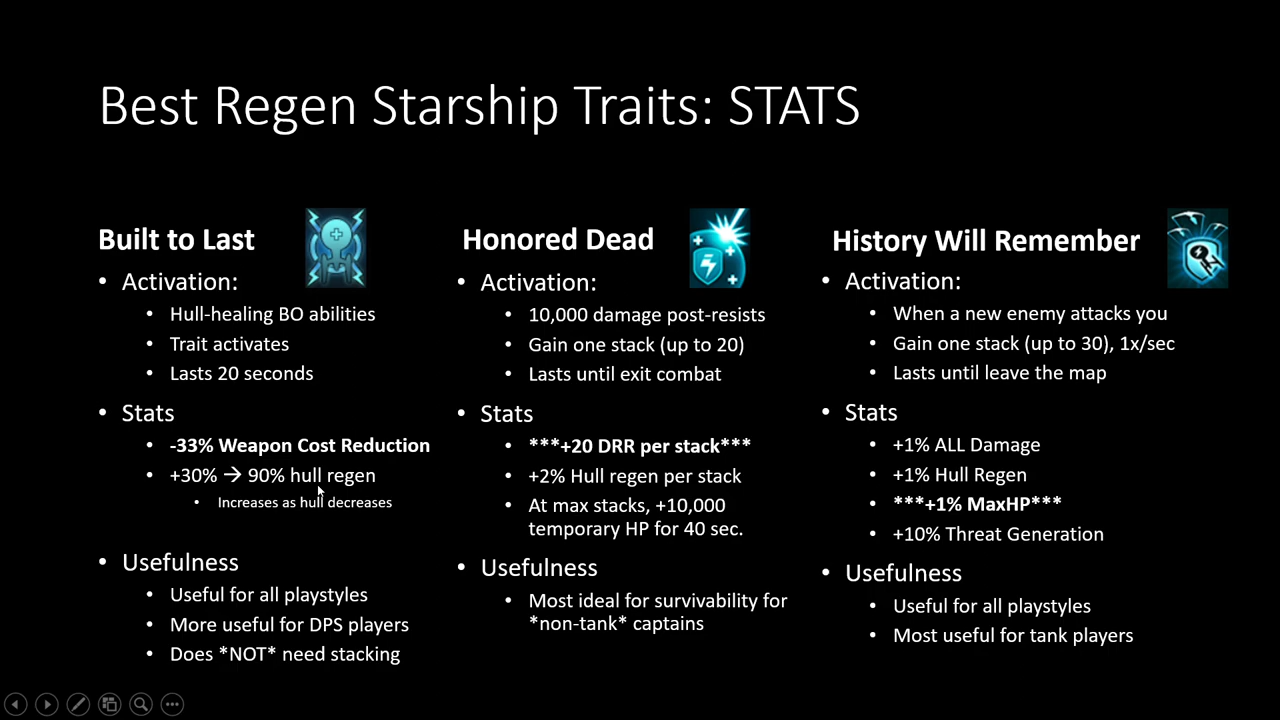 Best Regen Starship Traits: STATS
Built to Last
• Activation:
• Hull-healing BO abilities
• Trait activates
• Lasts 20 seconds
• Stats
• -33% Weapon Cost Reduction
• +30% → 90% hull regen
• Increases as hull decreases
• Usefulness
• Useful for all playstyles
• More useful for DPS players
• Does *NOT* need stacking
Honored Dead
• Activation:
• 10,000 damage post-resists
• Gain one stack (up to 20)
• Lasts until exit combat
• Stats
• ***+20 DRR per stack***
• +2% Hull regen per stack
• At max stacks, +10,000
temporary HP for 40 sec.
• Usefulness
• Most ideal for survivability for
*non-tank* captains
History Will Remember
• Activation:
• When a new enemy attacks you
• Gain one stack (up to 30), 1x/sec
• Lasts until leave the map
• Stats
• +1% ALL Damage
• +1% Hull Regen
• ***+1% MaxHP***
• +10% Threat Generation
• Usefulness
• Useful for all playstyles
• Most useful for tank players